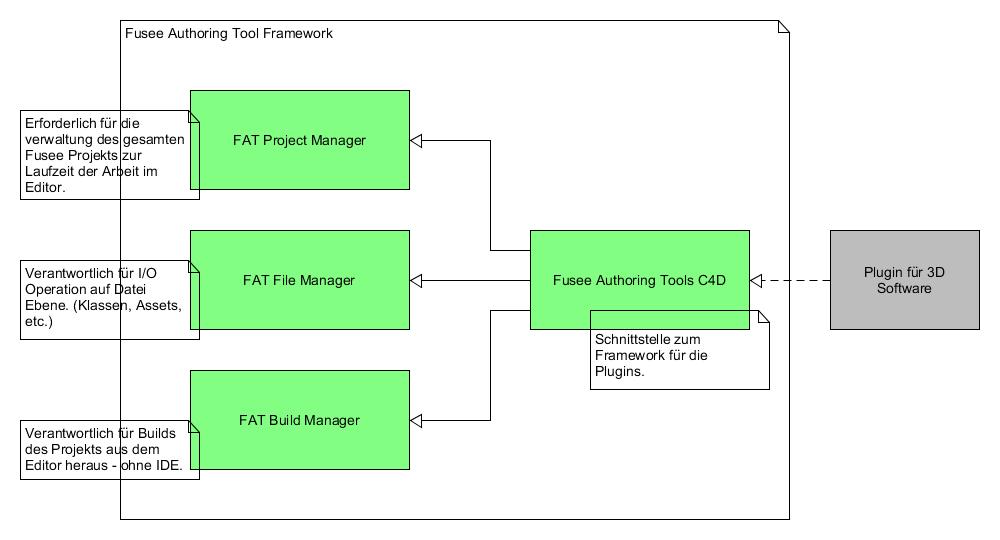 Fusee Authoring Tool Framework
Erforderlich für die
verwaltung des gesamten
Fusee Projekts zur
Laufzeit der Arbeit im
Editor.
FAT Project Manager
Verantwortlich für I/O
Operation auf Datei
Ebene. (Klassen, Assets,
etc.)
FAT File Manager
Fusee Authoring Tools C4D
Plugin für 3D
Software
Schnittstelle zum
Framework für die
Plugins.
Verantwortlich für Builds
des Projekts aus dem
Editor heraus - ohne IDE.
FAT Build Manager